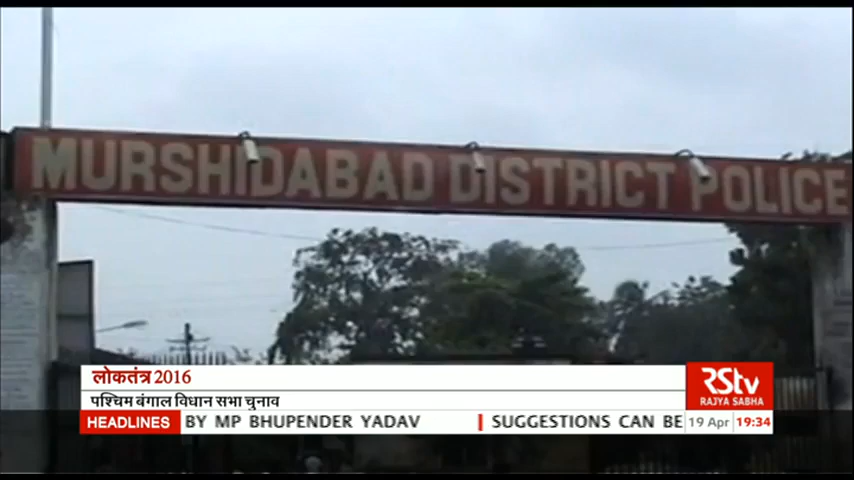 MURSHIDABAD DISTRICT POLICE
लोकतंत्र 2016
पश्चिम बंगाल विधान सभा चुनाव
RStv
RAJYA SABHA
HEADLINES BY MP BHUPENDER YADAV SUGGESTIONS CAN BE 19 Apr 19:34